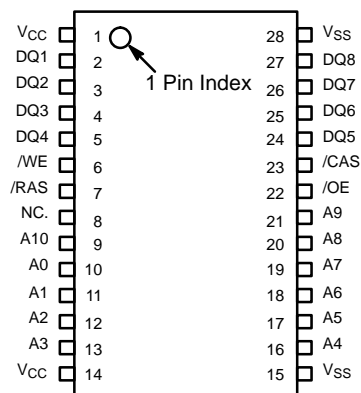 VCC 1 28 VSS
DQ1 2 27 DQ8
DQ2 3 1 Pin Index 26 DQ7
DQ3 4 25 DQ6
DQ4 5 24 DQ5
/WE 6 23 /CAS
/RAS 7 22 /OE
NC. 8 21 A9
A10 9 20 A8
A0 10 19 A7
A1 11 18 A6
A2 12 17 A5
A3 13 16 A4
VCC 14 15 VSS